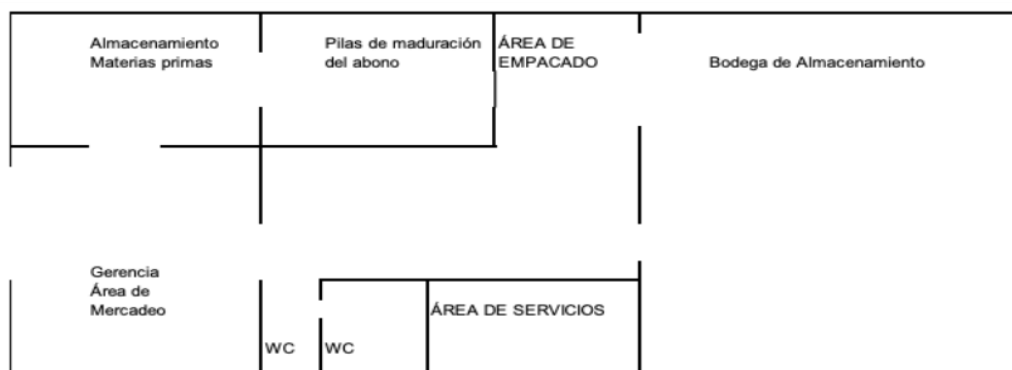 Almacenamiento
Materias primas
Pilas de maduración
del abono
ÁREA DE
EMPACADO
Bodega de Almacenamiento
Gerencia
Área de
Mercadeo
WC
WC
ÁREA DE SERVICIOS